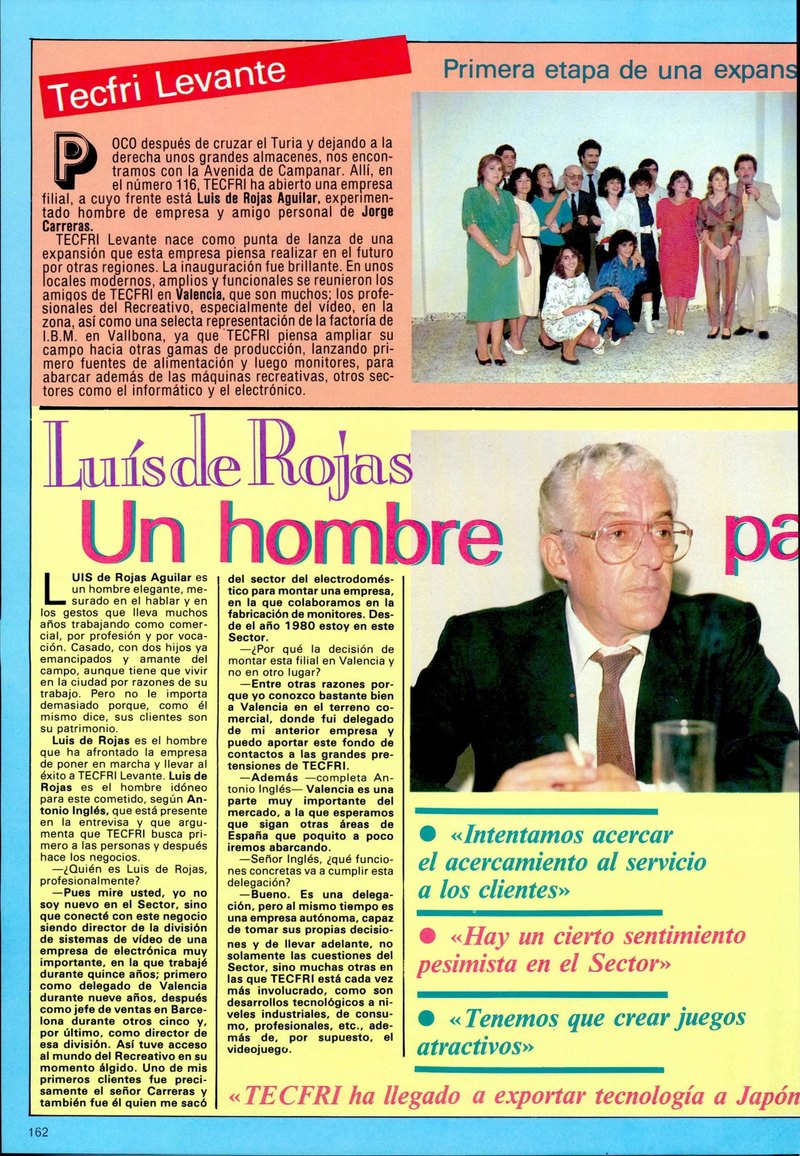 Tecfri Levante
Primera etapa de una expans
POCO después de cruzar el Turia y dejando a la
derecha unos grandes almacenes, nos encon-
tramos con la Avenida de Campanar. Allí, en
el número 116, TECFRI ha abierto una empresa
filial, a cuyo frente está Luis de Rojas Aguilar, experimen-
tado hombre de empresa y amigo personal de Jorge
Carreras.
TECFRI Levante nace como punta de lanza de una
expansión que esta empresa piensa realizar en el futuro
por otras regiones. La inauguración fue brillante. En unos
locales modernos, amplios y funcionales se reunieron los
amigos de TECFRI en Valencia, que son muchos; los profe-
sionales del Recreativo, especialmente del vídeo, en la
zona, así como una selecta representación de la factoría de
I.B.M. en Vallbona, ya que TECFRI piensa ampliar su
campo hacia otras gamas de producción, lanzando pri-
mero fuentes de alimentación y luego monitores, para
abarcar además de las máquinas recreativas, otros sec-
tores como el informático y el electrónico.
Luís de Rojas
Un hombre pa
LUIS de Rojas Aguilar es
un hombre elegante, me-
surado en el hablar y en
los gestos que lleva muchos
años trabajando como comer-
cial, por profesión y por voca-
ción. Casado, con dos hijos ya
emancipados y amante del
campo, aunque tiene que vivir
en la ciudad por razones de su
trabajo. Pero no le importa
demasiado porque, como él
mismo dice, sus clientes son
su patrimonio.
Luis de Rojas es el hombre
que ha afrontado la empresa
de poner en marcha y llevar al
éxito a TECFRI Levante. Luis de
Rojas es el hombre idóneo
para este cometido, según An-
tonio Inglés, que está presente
en la entrevisa y que argu-
menta que TECFRI busca pri-
mero a las personas y después
hace los negocios.
—¿Quién es Luis de Rojas,
profesionalmente?
—Pues mire usted, yo no
soy nuevo en el Sector, sino
que conecté con este negocio
siendo director de la división
de sistemas de vídeo de una
empresa de electrónica muy
importante, en la que trabajé
durante quince años; primero
como delegado de Valencia
durante nueve años, después
como jefe de ventas en Barce-
lona durante otros cinco y,
por último, como director de
esa división. Así tuve acceso
al mundo del Recreativo en su
momento álgido. Uno de mis
primeros clientes fue preci-
samente el señor Carreras y
también fue él quien me sacó
del sector del electrodomés-
tico para montar una empresa,
en la que colaboramos en la
fabricación de monitores. Des-
de el año 1980 estoy en este
Sector.
—¿Por qué la decisión de
montar esta filial en Valencia y
no en otro lugar?
—Entre otras razones por-
que yo conozco bastante bien
a Valencia en el terreno co-
mercial, donde fui delegado
de mi anterior empresa y
puedo aportar este fondo de
contactos a las grandes pre-
tensiones de TECFRI.
—Además —completa An-
tonio Inglés— Valencia es una
parte muy importante del
mercado, a la que esperamos
que sigan otras áreas de
España que poquito a poco
iremos abarcando.
—Señor Inglés, ¿qué funcio-
nes concretas va a cumplir esta
delegación?
—Bueno. Es una delega-
ción, pero al mismo tiempo es
una empresa autónoma, capaz
de tomar sus propias decisio-
nes y de llevar adelante, no
solamente las cuestiones del
Sector, sino muchas otras en
las que TECFRI está cada vez
más involucrado, como son
desarrollos tecnológicos a ni-
veles industriales, de consu-
mo, profesionales, etc., ade-
más de, por supuesto, el
videojuego.
● «Intentamos acercar
el acercamiento al servicio
a los clientes»
● «Hay un cierto sentimiento
pesimista en el Sector»
● «Tenemos que crear juegos
atractivos»
«TECFRI ha llegado a exportar tecnología a Japón
162